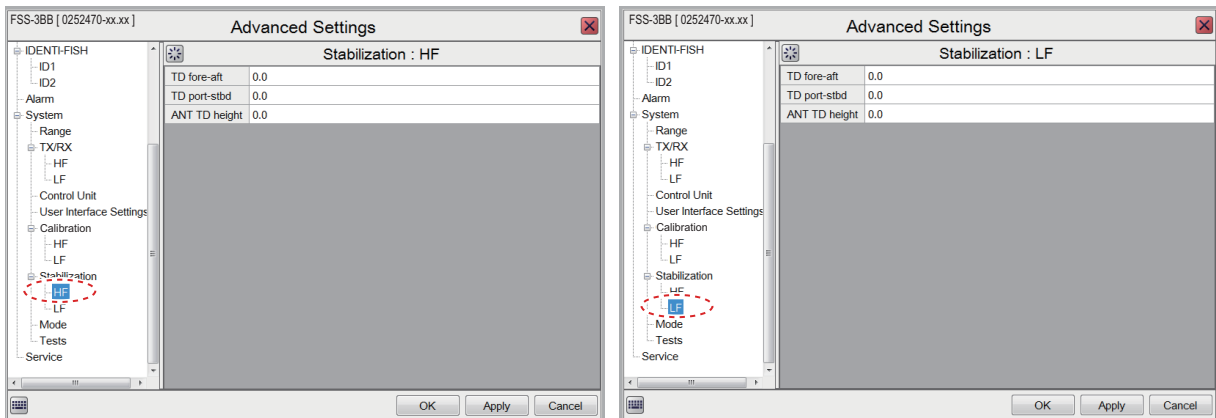 FSS-3BB [ 0252470-xx.xx ]
Advanced Settings
IDENTI-FISH
ID1
ID2
Alarm
System
Range
TX/RX
HF
LF
Control Unit
User Interface Settings
Calibration
HF
LF
Stabilization
HF
LF
Mode
Tests
Service
Stabilization : HF
TD fore-aft 0.0
TD port-stbd 0.0
ANT TD height 0.0
OK Apply Cancel
FSS-3BB [ 0252470-xx.xx ]
Advanced Settings
IDENTI-FISH
ID1
ID2
Alarm
System
Range
TX/RX
HF
LF
Control Unit
User Interface Settings
Calibration
HF
LF
Stabilization
HF
LF
Mode
Tests
Service
Stabilization : LF
TD fore-aft 0.0
TD port-stbd 0.0
ANT TD height 0.0
OK Apply Cancel